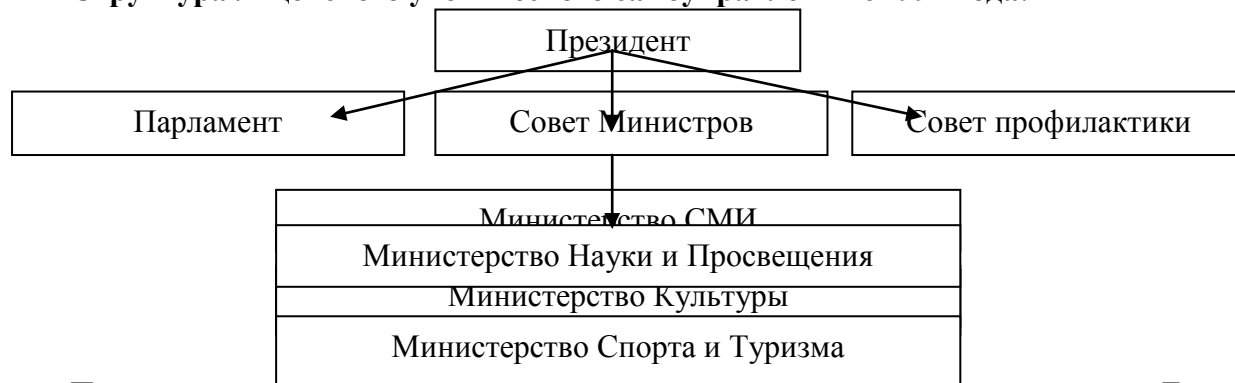 Президент
Парламент
Совет Министров
Совет профилактики
Министерство СМИ
Министерство Науки и Просвещения
Министерство Культуры
Министерство Спорта и Туризма